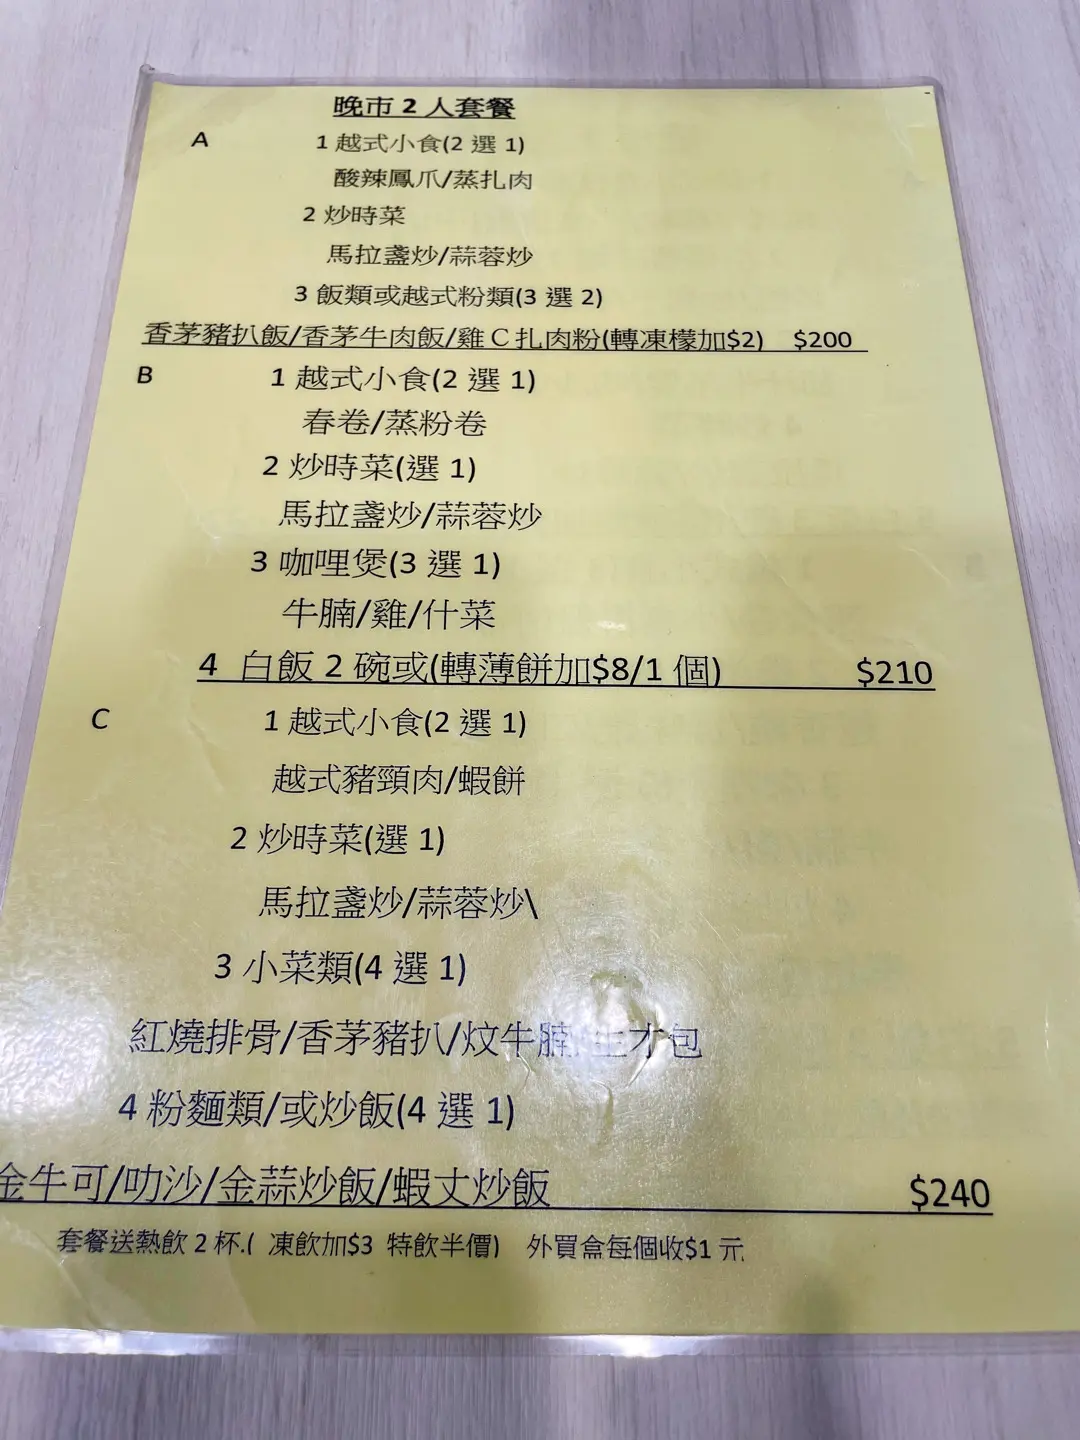 晚市 2 人套餐
A 1 越式小食(2 選 1)
酸辣鳳爪/蒸扎肉
2 炒時菜
馬拉盞炒/蒜蓉炒
3 飯類或越式粉類(3 選 2)
香茅豬扒飯/香茅牛肉飯/雞 C 扎肉粉(轉凍檬加$2) $200
B 1 越式小食(2 選 1)
春卷/蒸粉卷
2 炒時菜(選 1)
馬拉盞炒/蒜蓉炒
3 咖哩煲(3 選 1)
牛腩/雞/什菜
4 白飯 2 碗或(轉薄餅加$8/1 個) $210
C 1 越式小食(2 選 1)
越式豬頸肉/蝦餅
2 炒時菜(選 1)
馬拉盞炒/蒜蓉炒\
3 小菜類(4 選 1)
紅燒排骨/香茅豬扒/炆牛腩/生才包
4 粉麵類/或炒飯(4 選 1)
金牛可/叻沙/金蒜炒飯/蝦丈炒飯 $240
套餐送熱飲 2 杯.( 凍飲加$3 特飲半價) 外買盒每個收$1 元